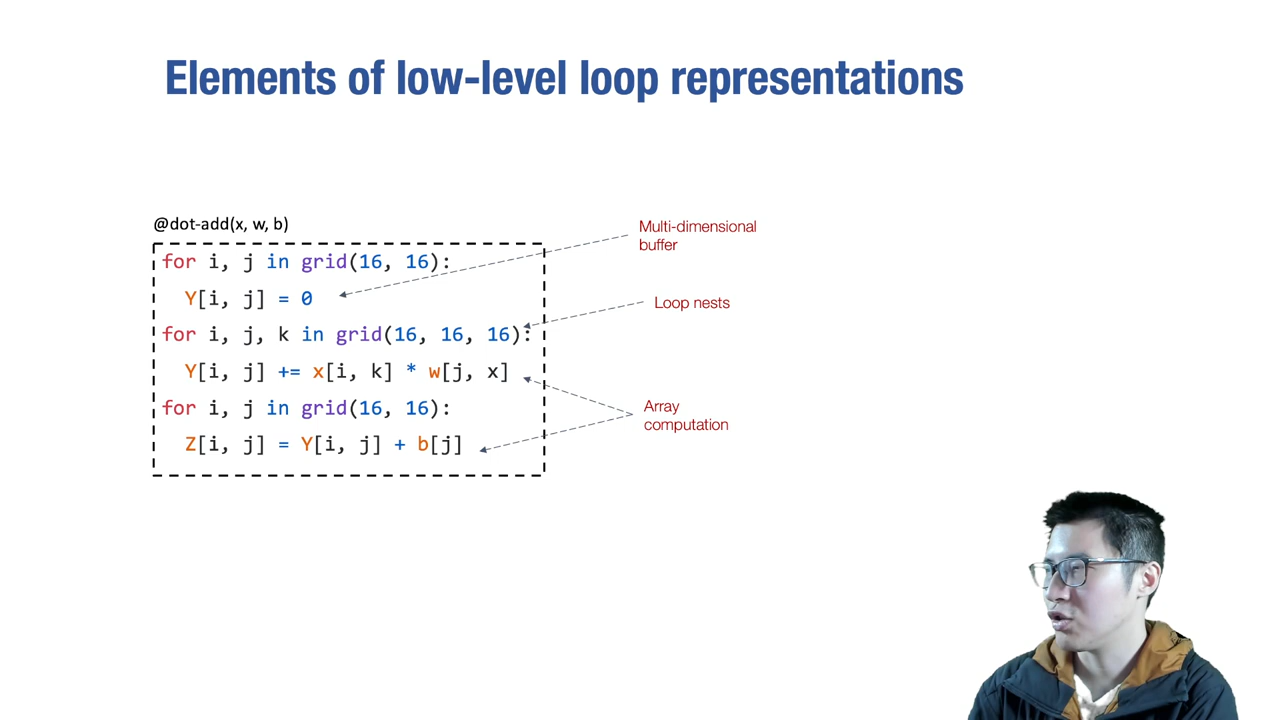 Elements of low-level loop representations
@dot-add(x, w, b)
for i, j in grid(16, 16):
Y[i, j] = 0
for i, j, k in grid(16, 16, 16):
Y[i, j] += x[i, k] * w[j, x]
for i, j in grid(16, 16):
Z[i, j] = Y[i, j] + b[j]
Multi-dimensional
buffer
Loop nests
Array
computation